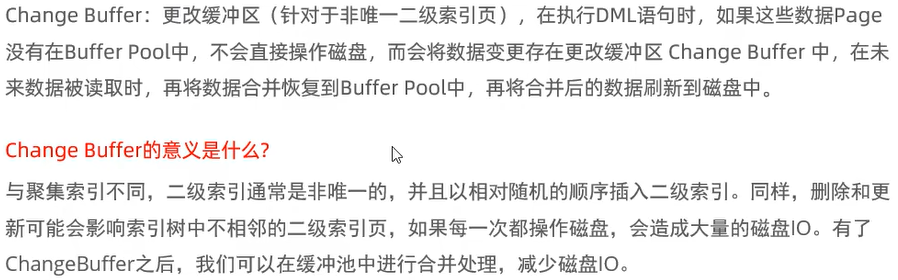 Change Buffer：更改缓冲区（针对于非唯一二级索引页），在执行DML语句时，如果这些数据Page
没有在Buffer Pool中，不会直接操作磁盘，而会将数据变更存在更改缓冲区 Change Buffer 中，在未
来数据被读取时，再将数据合并恢复到Buffer Pool中，再将合并后的数据刷新到磁盘中。
Change Buffer的意义是什么?
与聚集索引不同，二级索引通常是非唯一的，并且以相对随机的顺序插入二级索引。同样，删除和更
新可能会影响索引树中不相邻的二级索引页，如果每一次都操作磁盘，会造成大量的磁盘IO。有了
ChangeBuffer之后，我们可以在缓冲池中进行合并处理，减少磁盘IO。